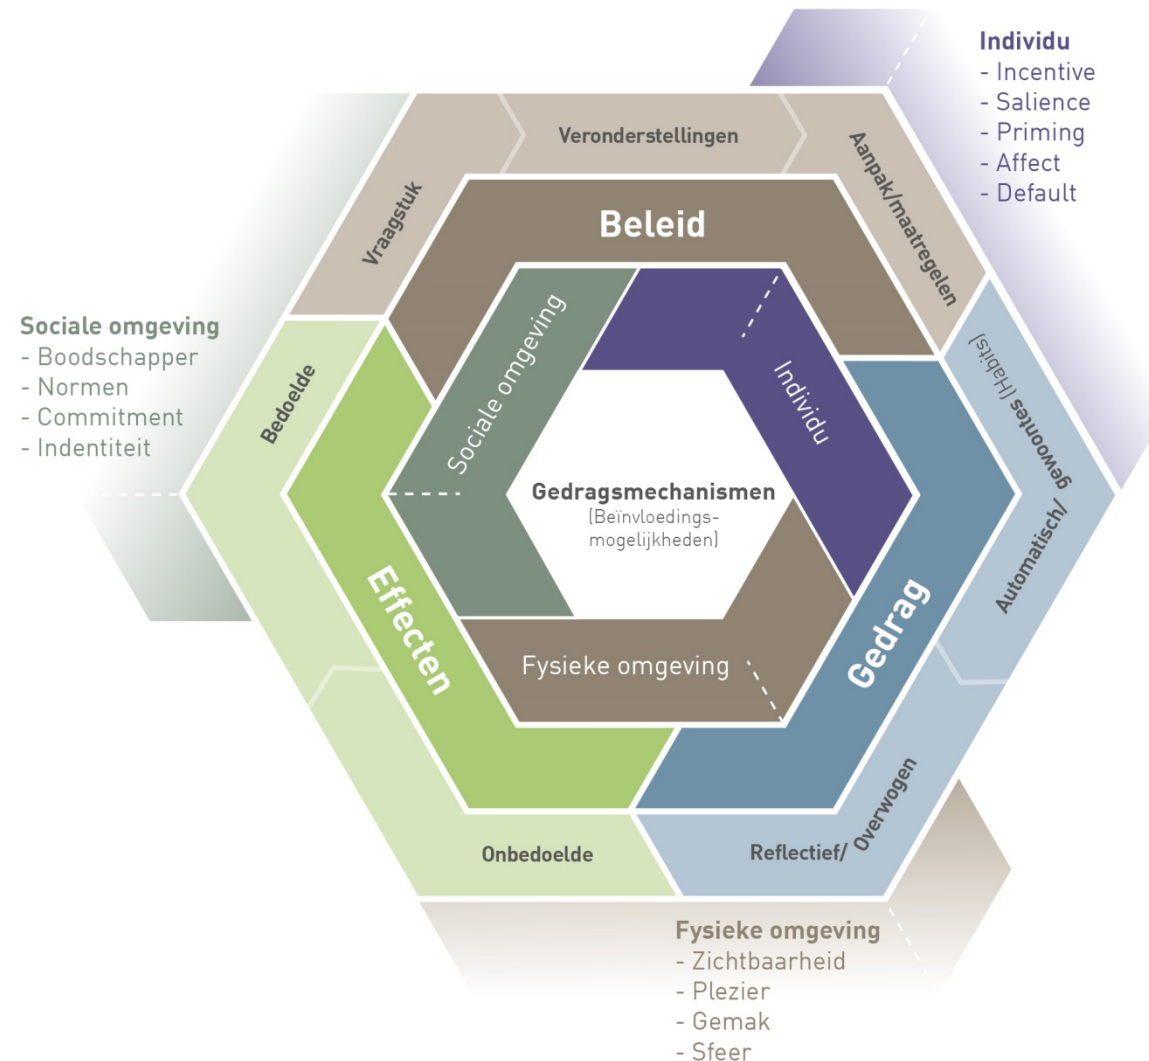 Individu
- Incentive
- Salience
- Priming
- Affect
- Default
Veronderstellingen
Aanpak/maatregelen
Vraagstuk
Beleid
Sociale omgeving
- Boodschapper
- Normen
- Commitment
- Indentiteit
Bedoelde
Sociale omgeving
Individu
Automatisch/ gewoontes (Habits)
Gedragsmechanismen
(Beïnvloedings-
mogelijkheden)
Effecten
Gedrag
Fysieke omgeving
Onbedoelde
Reflectief/ Overwogen
Fysieke omgeving
- Zichtbaarheid
- Plezier
- Gemak
- Sfeer